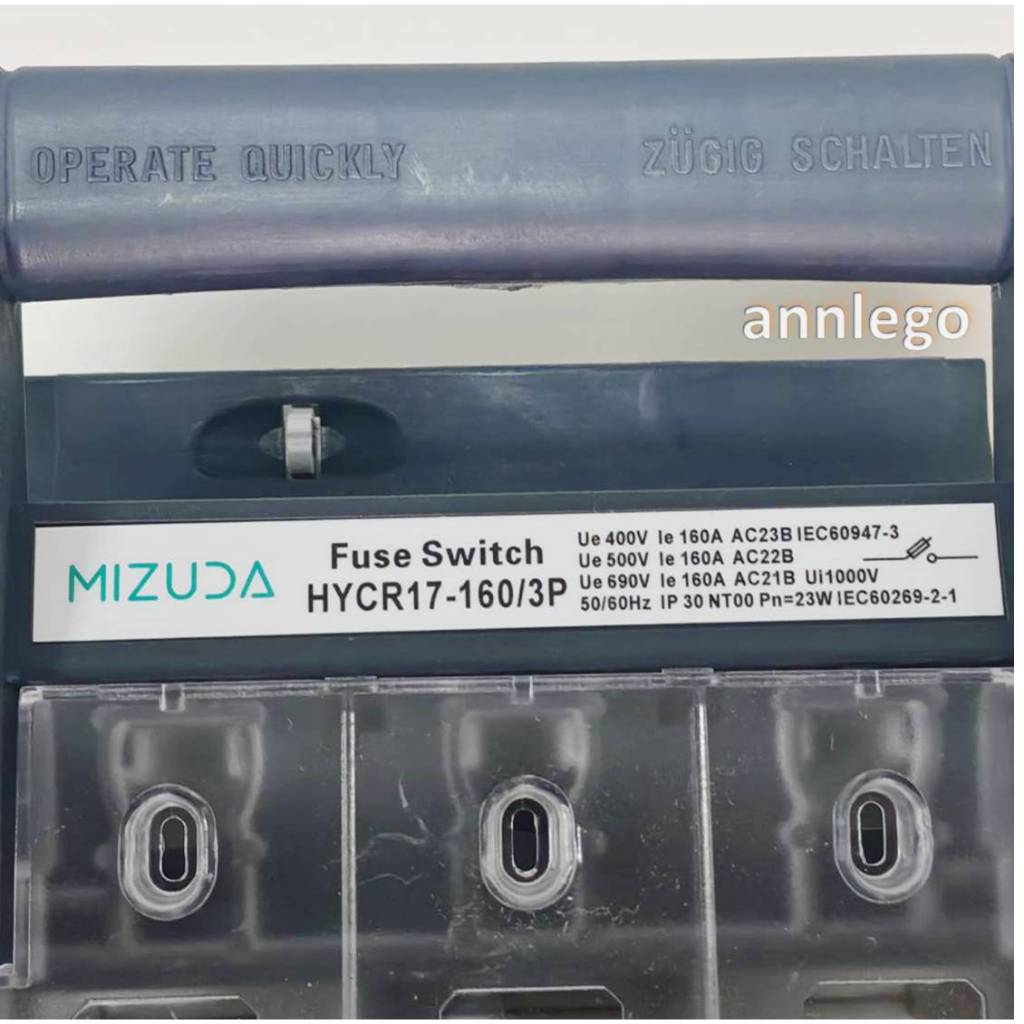 OPERATE QUICKLY
ZÜGIG SCHALTEN
annlego
MIZUDA
Fuse Switch
HYCR17-160/3P
Ue 400V Ie 160A AC23B IEC60947-3
Ue 500V Ie 160A AC22B
Ue 690V Ie 160A AC21B Ui1000V
50/60Hz IP 30 NT00 Pn=23W IEC60269-2-1